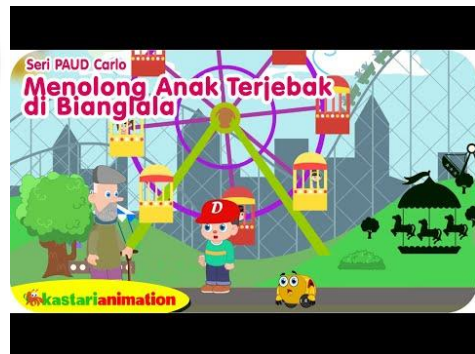 Seri PAUD Carlo
Menolong Anak Terjebak
di Bianglala
D
kastarianimation